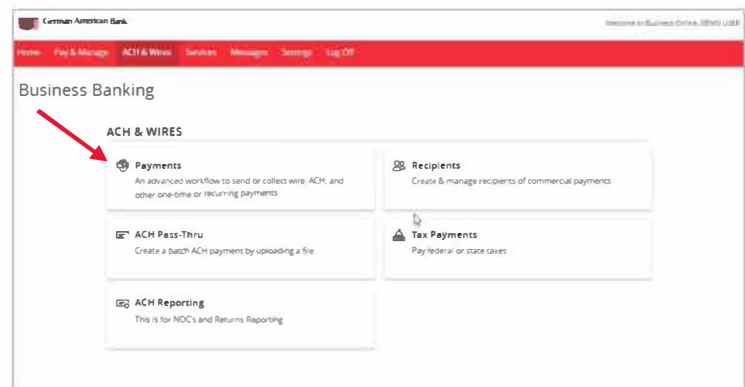 German American Bank
Welcome to Business Online, DEMO USER
Home Pay & Manage ACH & Wires Services Messages Settings Log Off
Business Banking
ACH & WIRES
Payments
An advanced workflow to send or collect wire, ACH, and
other one-time or recurring payments
Recipients
Create & manage recipients of commercial payments
ACH Pass-Thru
Create a batch ACH payment by uploading a file
Tax Payments
Pay federal or state taxes
ACH Reporting
This is for NOC's and Returns Reporting